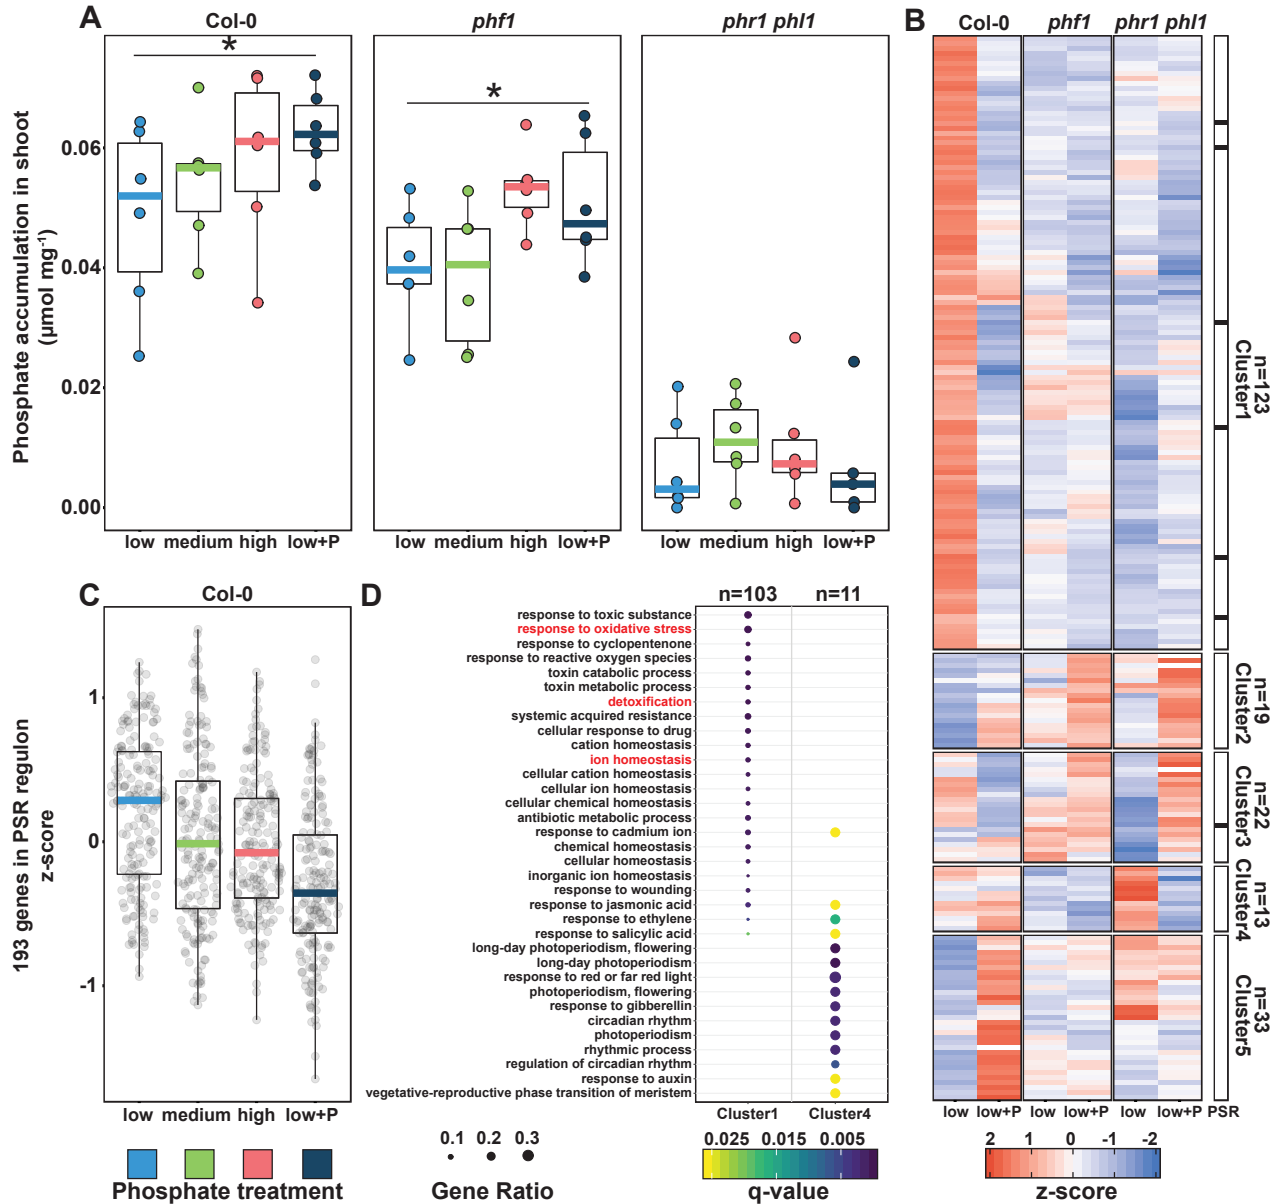 A
Col-0
phf1
phr1 phl1
*
*
Phosphate accumulation in shoot
(µmol mg⁻¹)
0.06
0.04
0.02
0.00
low medium high low+P
low medium high low+P
low medium high low+P
B
Col-0
phf1
phr1 phl1
n=123
Cluster1
n=19
Cluster2
n=22
Cluster3
n=13
Cluster4
n=33
Cluster5
low low+P low low+P low low+P PSR
2 1 0 -1 -2
z-score
C
Col-0
193 genes in PSR regulon
z-score
1
0
-1
low medium high low+P
Phosphate treatment
D
n=103
n=11
response to toxic substance
response to oxidative stress
response to cyclopentenone
response to reactive oxygen species
toxin catabolic process
toxin metabolic process
detoxification
systemic acquired resistance
cellular response to drug
cation homeostasis
ion homeostasis
cellular cation homeostasis
cellular ion homeostasis
cellular chemical homeostasis
antibiotic metabolic process
response to cadmium ion
chemical homeostasis
cellular homeostasis
inorganic ion homeostasis
response to wounding
response to jasmonic acid
response to ethylene
response to salicylic acid
long-day photoperiodism, flowering
long-day photoperiodism
response to red or far red light
photoperiodism, flowering
response to gibberellin
circadian rhythm
photoperiodism
rhythmic process
regulation of circadian rhythm
response to auxin
vegetative-reproductive phase transition of meristem
Cluster1
Cluster4
0.1 0.2 0.3
Gene Ratio
0.025 0.015 0.005
q-value